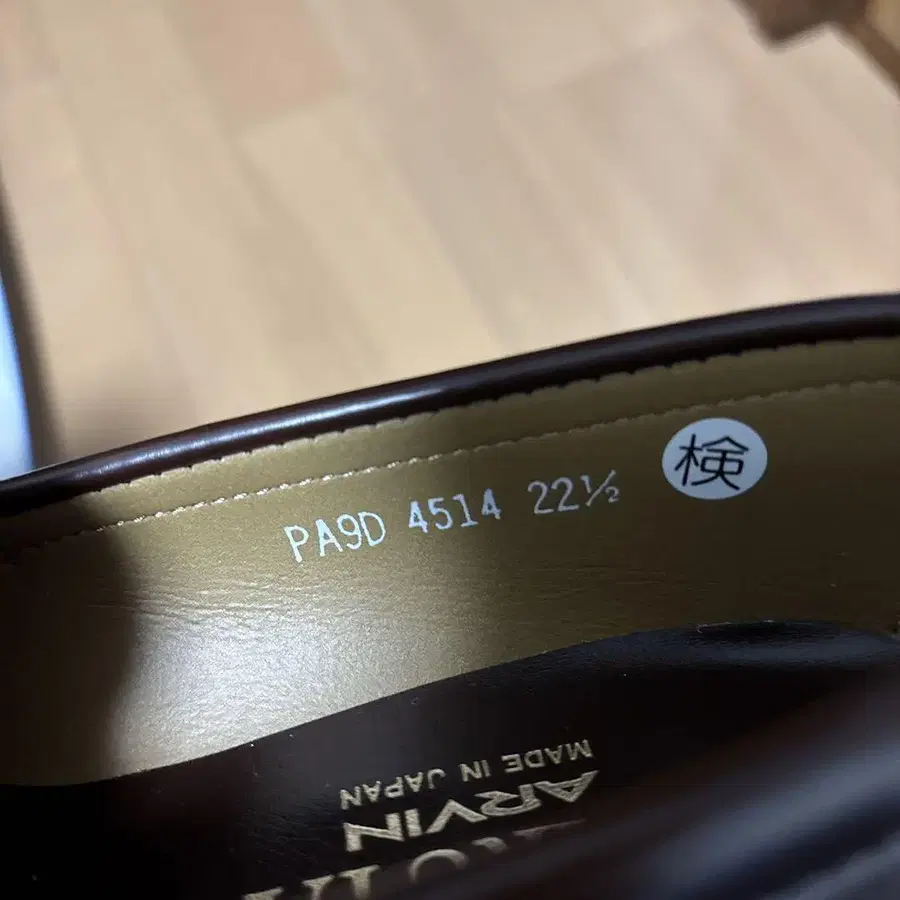 PA9D 4514 22½
検
ARVIN
MADE IN JAPAN